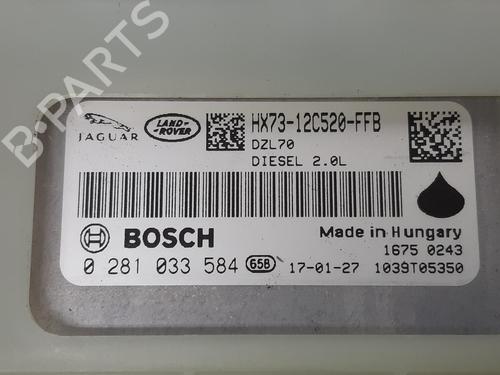 B-PARTS
JAGUAR
LAND-ROVER
HX73-12C520-FFB
DZL70
DIESEL 2.0L
BOSCH
Made in Hungary
1675 0243
0 281 033 584 65B 17-01-27 1039T05350